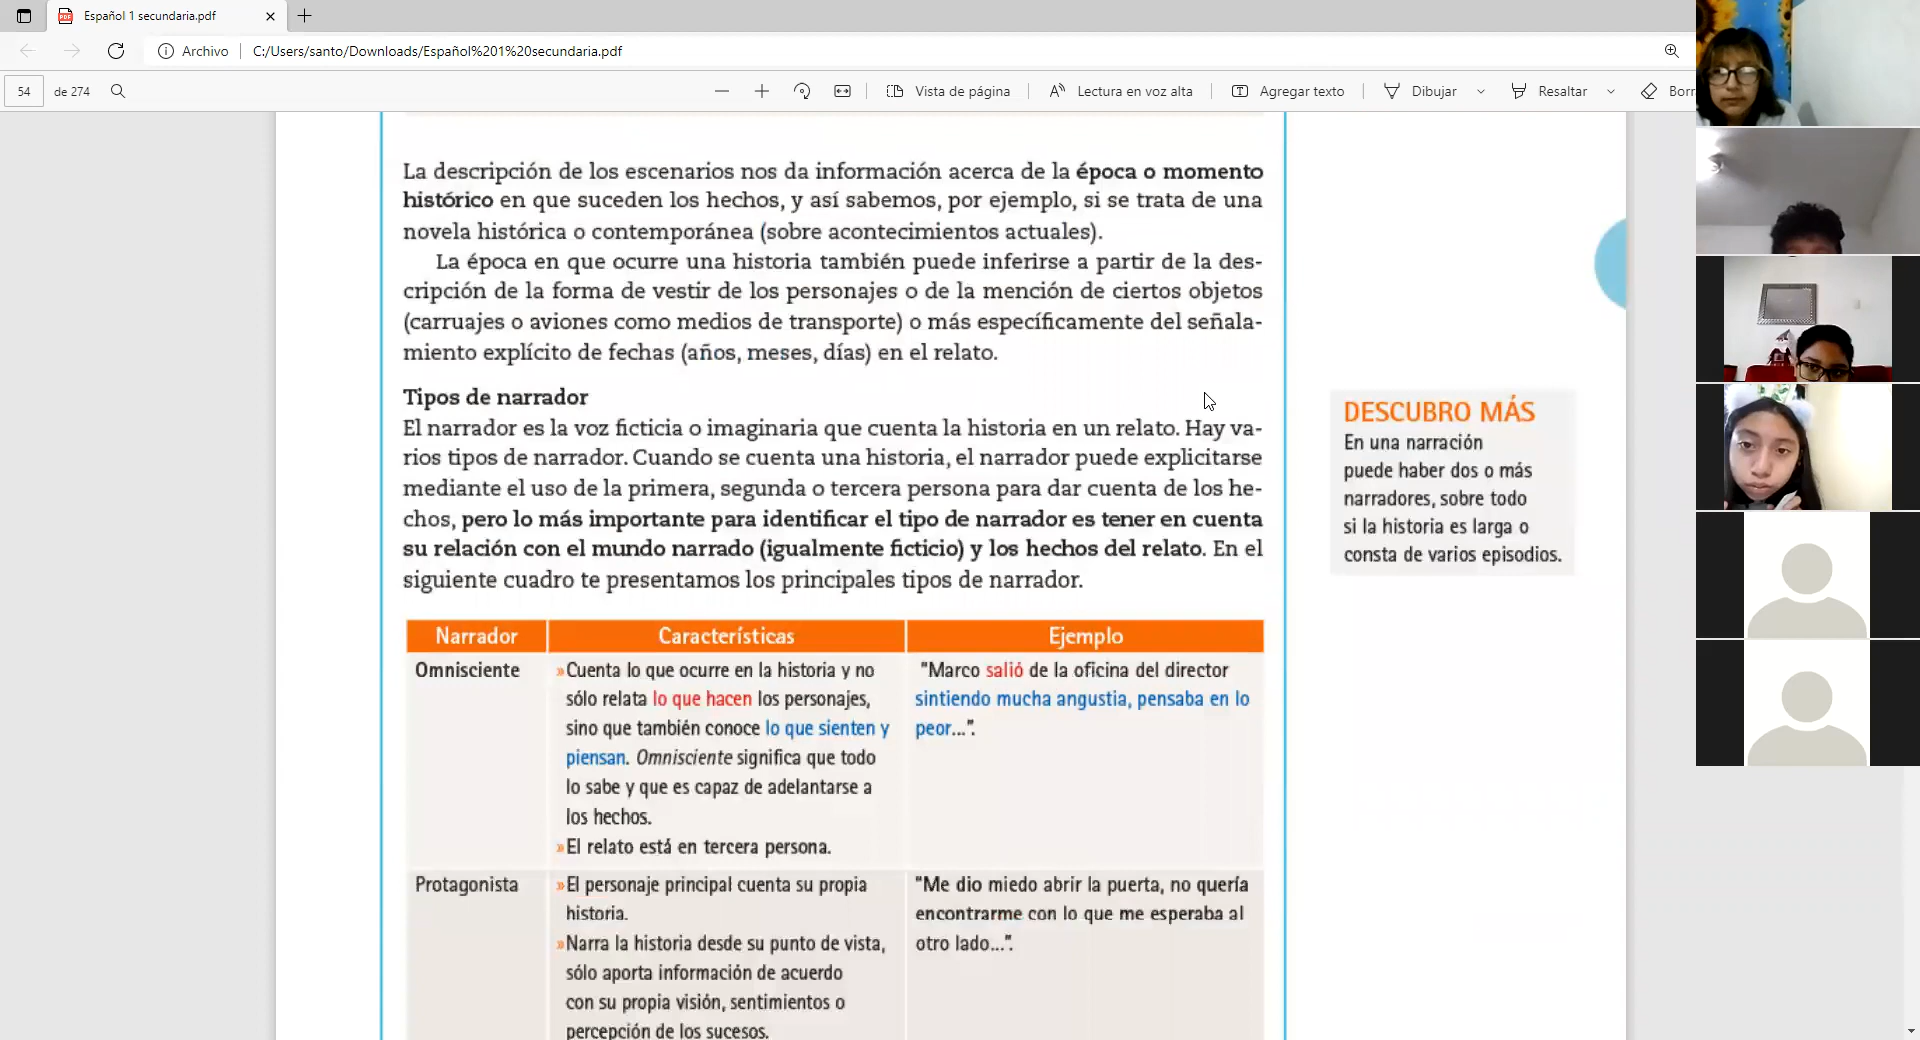 Español 1 secundaria.pdf
Archivo
C:/Users/santo/Downloads/Español%201%20secundaria.pdf
54 de 274
Vista de página
Lectura en voz alta
Agregar texto
Dibujar
Resaltar
Borr
La descripción de los escenarios nos da información acerca de la época o momento
histórico en que suceden los hechos, y así sabemos, por ejemplo, si se trata de una
novela histórica o contemporánea (sobre acontecimientos actuales).
La época en que ocurre una historia también puede inferirse a partir de la des-
cripción de la forma de vestir de los personajes o de la mención de ciertos objetos
(carruajes o aviones como medios de transporte) o más específicamente del señala-
miento explícito de fechas (años, meses, días) en el relato.
Tipos de narrador
El narrador es la voz ficticia o imaginaria que cuenta la historia en un relato. Hay va-
rios tipos de narrador. Cuando se cuenta una historia, el narrador puede explicitarse
mediante el uso de la primera, segunda o tercera persona para dar cuenta de los he-
chos, pero lo más importante para identificar el tipo de narrador es tener en cuenta
su relación con el mundo narrado (igualmente ficticio) y los hechos del relato. En el
siguiente cuadro te presentamos los principales tipos de narrador.
DESCUBRO MÁS
En una narración
puede haber dos o más
narradores, sobre todo
si la historia es larga o
consta de varios episodios.
Narrador
Características
Ejemplo
Omnisciente
»Cuenta lo que ocurre en la historia y no
sólo relata lo que hacen los personajes,
sino que también conoce lo que sienten y
piensan. Omnisciente significa que todo
lo sabe y que es capaz de adelantarse a
los hechos.
»El relato está en tercera persona.
"Marco salió de la oficina del director
sintiendo mucha angustia, pensaba en lo
peor...".
Protagonista
»El personaje principal cuenta su propia
historia.
»Narra la historia desde su punto de vista,
sólo aporta información de acuerdo
con su propia visión, sentimientos o
percepción de los sucesos.
"Me dio miedo abrir la puerta, no quería
encontrarme con lo que me esperaba al
otro lado...".